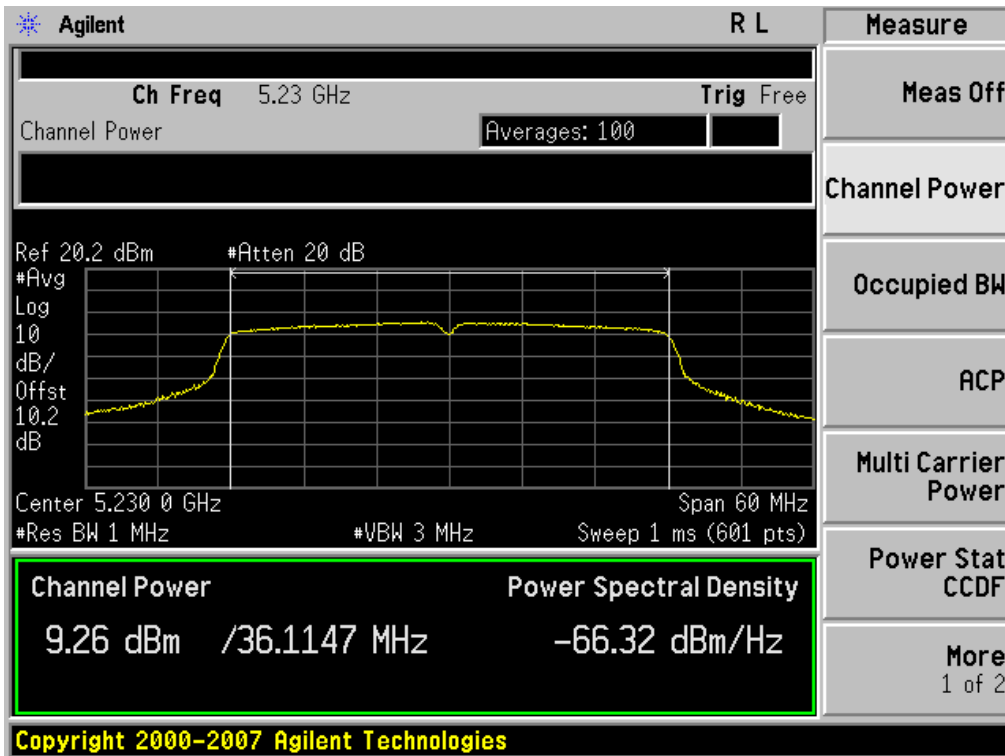 Agilent R L
Ch Freq 5.23 GHz Trig Free
Channel Power Averages: 100
Ref 20.2 dBm #Atten 20 dB
#Avg
Log
10
dB/
Offst
10.2
dB
Center 5.230 0 GHz Span 60 MHz
#Res BW 1 MHz #VBW 3 MHz Sweep 1 ms (601 pts)
Channel Power Power Spectral Density
9.26 dBm /36.1147 MHz -66.32 dBm/Hz
Copyright 2000-2007 Agilent Technologies
Measure
Meas Off
Channel Power
Occupied BW
ACP
Multi Carrier
Power
Power Stat
CCDF
More
1 of 2